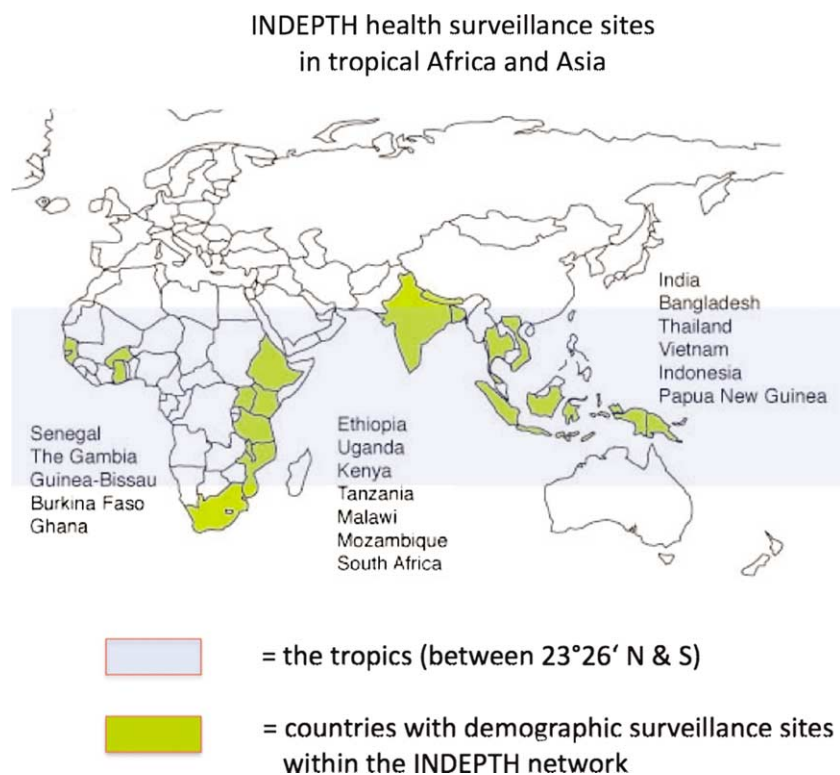 INDEPTH health surveillance sites
in tropical Africa and Asia
India
Bangladesh
Thailand
Vietnam
Indonesia
Papua New Guinea
Senegal
The Gambia
Guinea-Bissau
Burkina Faso
Ghana
Ethiopia
Uganda
Kenya
Tanzania
Malawi
Mozambique
South Africa
= the tropics (between 23°26‘ N & S)
= countries with demographic surveillance sites
within the INDEPTH network